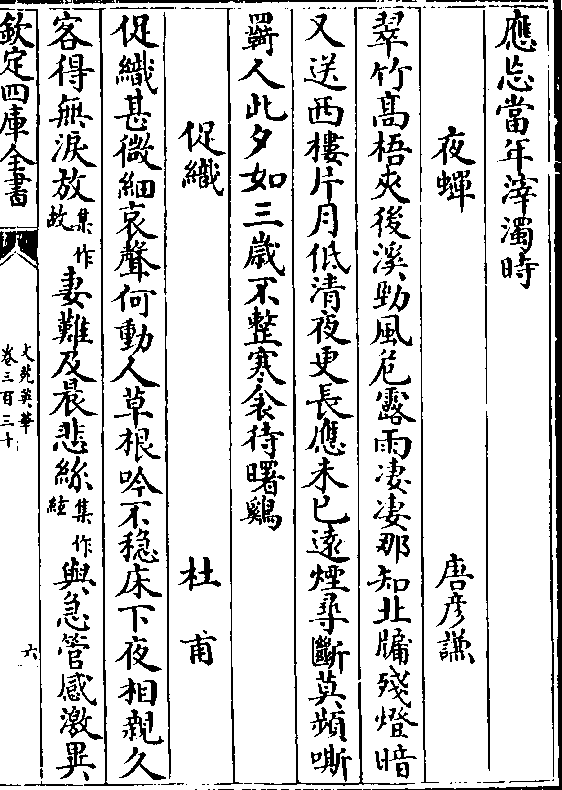 應忘當年滓濁時
夜蟬 唐彦謙
翠竹髙梧夾後溪勁風危露雨凄凄那知北牖殘燈暗
又送西樓片月低清夜更長應未已遠煙尋斷莫頻嘶
羇人此夕如三歲不整寒衾待曙鷄
促織 杜甫
促織甚微細哀聲何動人草根吟不穏床下夜相親久
客得無淚放集作故妻難及晨悲絲集作絃與急管感激異
欽定四庫全書
文苑英華
卷三百三十
六